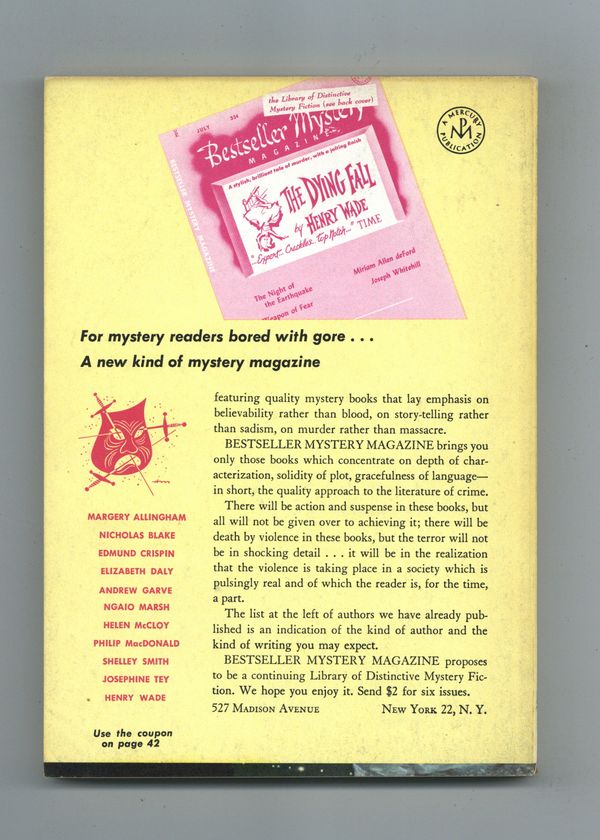 the Library of Distinctive
Mystery Fiction (see back cover)
JULY 35¢
Bestseller Mystery
MAGAZINE
BESTSELLER MYSTERY MAGAZINE
A stylish, brilliant tale of murder, with a jolting finish
THE DYING FALL
by HENRY WADE
"...Expert... Crackles... Top Notch..." TIME
The Night of
the Earthquake
Weapon of Fear
Miriam Allen deFord
Joseph Whitehill
A MERCURY
PUBLICATION
For mystery readers bored with gore . . .
A new kind of mystery magazine
featuring quality mystery books that lay emphasis on
believability rather than blood, on story-telling rather
than sadism, on murder rather than massacre.
BESTSELLER MYSTERY MAGAZINE brings you
only those books which concentrate on depth of char-
acterization, solidity of plot, gracefulness of language—
in short, the quality approach to the literature of crime.
There will be action and suspense in these books, but
all will not be given over to achieving it; there will be
death by violence in these books, but the terror will not
be in shocking detail . . . it will be in the realization
that the violence is taking place in a society which is
pulsingly real and of which the reader is, for the time,
a part.
The list at the left of authors we have already pub-
lished is an indication of the kind of author and the
kind of writing you may expect.
BESTSELLER MYSTERY MAGAZINE proposes
to be a continuing Library of Distinctive Mystery Fic-
tion. We hope you enjoy it. Send $2 for six issues.
527 MADISON AVENUE NEW YORK 22, N. Y.
MARGERY ALLINGHAM
NICHOLAS BLAKE
EDMUND CRISPIN
ELIZABETH DALY
ANDREW GARVE
NGAIO MARSH
HELEN McCLOY
PHILIP MacDONALD
SHELLEY SMITH
JOSEPHINE TEY
HENRY WADE
Use the coupon
on page 42